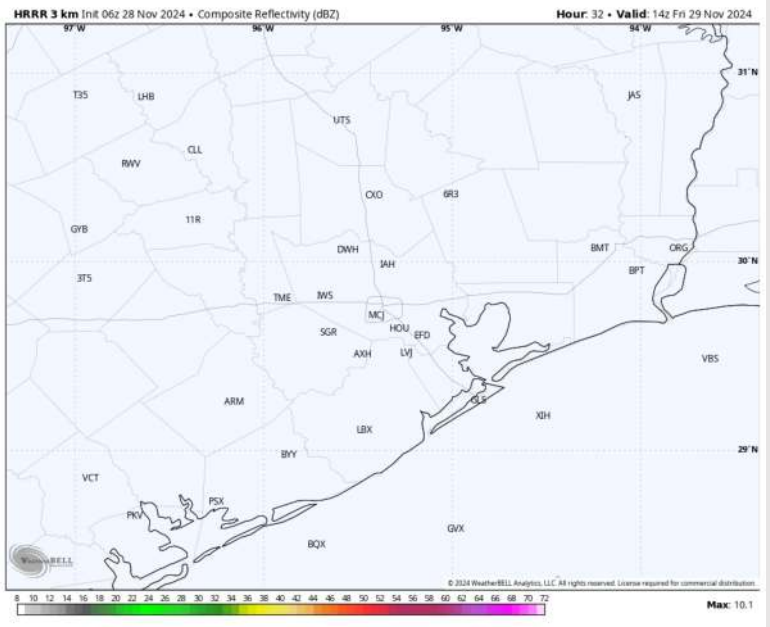 HRRR 3 km Init 06z 28 Nov 2024 • Composite Reflectivity (dBZ)
Hour: 32 • Valid: 14z Fri 29 Nov 2024
97°W 96°W 95°W 94°W
31°N
T35 LHB JAS
UTS
CLL
RWV
CXO 6R3
11R
GYB
DWH BMT ORG
IAH 30°N
3T5 BPT
TME IWS
MCJ
SGR HOU EFD
AXH LVJ
VBS
ARM GLS
XIH
LBX
BYY 29°N
VCT
PSX
PKV
GVX
BQX
WeatherBELL
© 2024 WeatherBELL Analytics, LLC. All rights reserved. License required for commercial distribution.
8 10 12 14 16 18 20 22 24 26 28 30 32 34 36 38 40 42 44 46 48 50 52 54 56 58 60 62 64 66 68 70 72
Max: 10.1